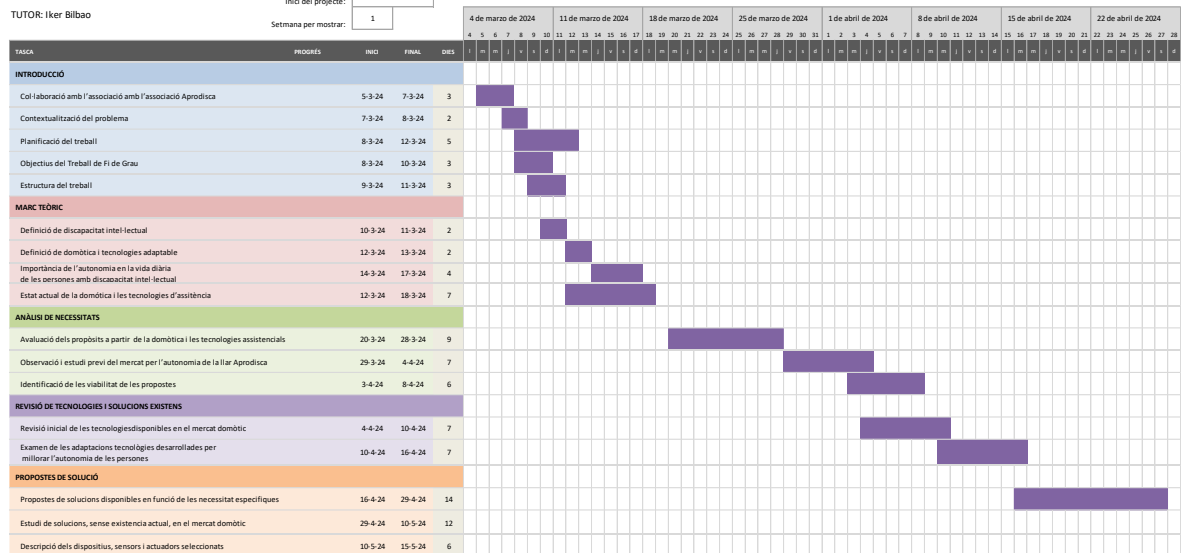 Inici del projecte:
TUTOR: Iker Bilbao
Setmana per mostrar: 1
4 de marzo de 2024 11 de marzo de 2024 18 de marzo de 2024 25 de marzo de 2024 1 de abril de 2024 8 de abril de 2024 15 de abril de 2024 22 de abril de 2024
4 5 6 7 8 9 10 11 12 13 14 15 16 17 18 19 20 21 22 23 24 25 26 27 28 29 30 31 1 2 3 4 5 6 7 8 9 10 11 12 13 14 15 16 17 18 19 20 21 22 23 24 25 26 27 28
TASCA PROGRÉS INICI FINAL DIES l m m j v s d l m m j v s d l m m j v s d l m m j v s d l m m j v s d l m m j v s d l m m j v s d l m m j v s d
INTRODUCCIÓ
Col·laboració amb l'associació amb l'associació Aprodisca 5-3-24 7-3-24 3
Contextualització del problema 7-3-24 8-3-24 2
Planificació del treball 8-3-24 12-3-24 5
Objectius del Treball de Fi de Grau 8-3-24 10-3-24 3
Estructura del treball 9-3-24 11-3-24 3
MARC TEÒRIC
Definició de discapacitat intel·lectual 10-3-24 11-3-24 2
Definició de domòtica i tecnologies adaptable 12-3-24 13-3-24 2
Importància de l'autonomia en la vida diària
de les persones amb discapacitat intel·lectual 14-3-24 17-3-24 4
Estat actual de la domótica i les tecnologies d'assitència 12-3-24 18-3-24 7
ANÀLISI DE NECESSITATS
Avaluació dels propòsits a partir de la domòtica i les tecnologies assistencials 20-3-24 28-3-24 9
Observació i estudi previ del mercat per l'autonomia de la llar Aprodisca 29-3-24 4-4-24 7
Identificació de les viabilitat de les propostes 3-4-24 8-4-24 6
REVISIÓ DE TECNOLOGIES I SOLUCIONS EXISTENS
Revisió inicial de les tecnologiesdisponibles en el mercat domòtic 4-4-24 10-4-24 7
Examen de les adaptacions tecnològies desarrollades per
millorar l'autonomia de les persones 10-4-24 16-4-24 7
PROPOSTES DE SOLUCIÓ
Propostes de solucions disponibles en funció de les necessitat especifiques 16-4-24 29-4-24 14
Estudi de solucions, sense existencia actual, en el mercat domòtic 29-4-24 10-5-24 12
Descripció dels dispositius, sensors i actuadors seleccionats 10-5-24 15-5-24 6